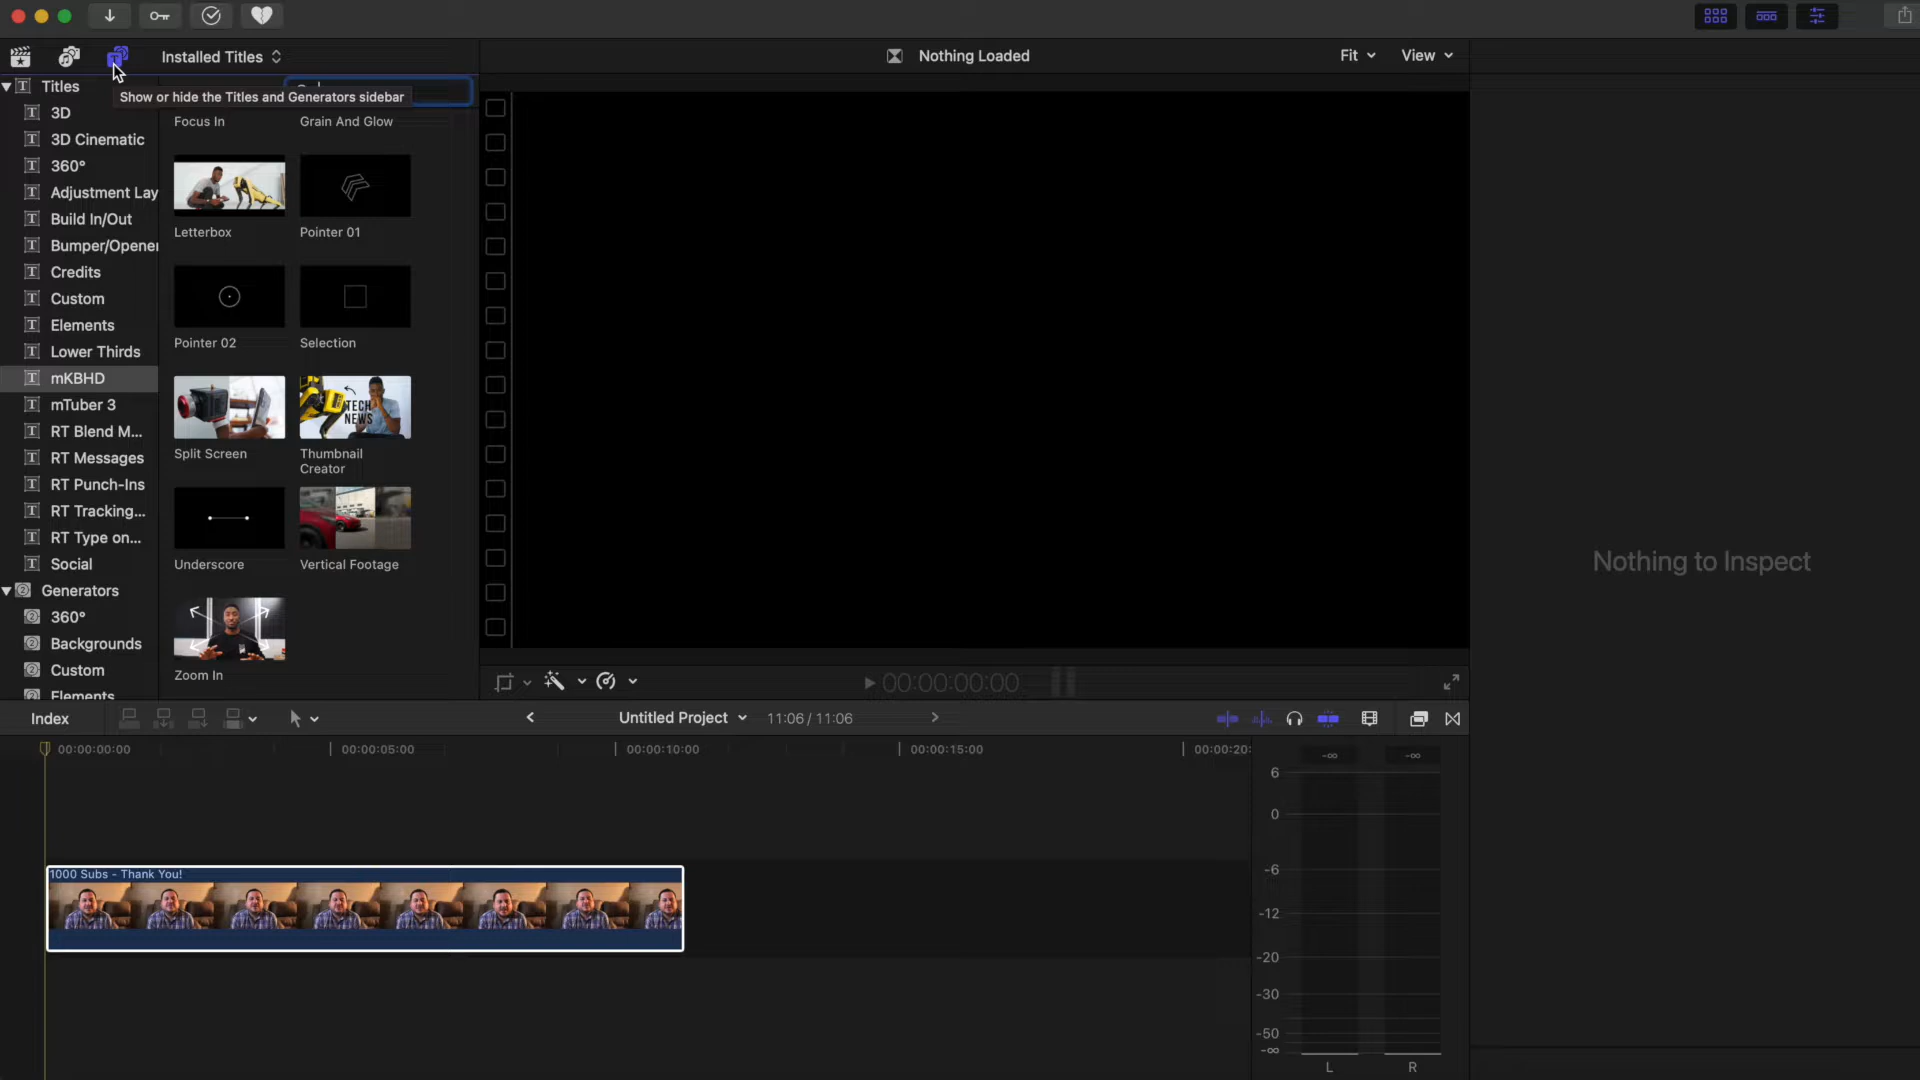 Installed Titles
Nothing Loaded
Fit
View
Titles
Show or hide the Titles and Generators sidebar
3D
3D Cinematic
360°
Adjustment Lay
Build In/Out
Bumper/Opener
Credits
Custom
Elements
Lower Thirds
mKBHD
mTuber 3
RT Blend M...
RT Messages
RT Punch-Ins
RT Tracking...
RT Type on...
Social
Generators
360°
Backgrounds
Custom
Elements
Focus In
Grain And Glow
Letterbox
Pointer 01
Pointer 02
Selection
TECH
NEWS
Split Screen
Thumbnail
Creator
Underscore
Vertical Footage
Zoom In
Nothing to Inspect
00:00:00:00
Index
Untitled Project
11:06 / 11:06
00:00:00:00
00:00:05:00
00:00:10:00
00:00:15:00
00:00:20:
1000 Subs - Thank You!
-∞
-∞
6
0
-6
-12
-20
-30
-50
-∞
L
R